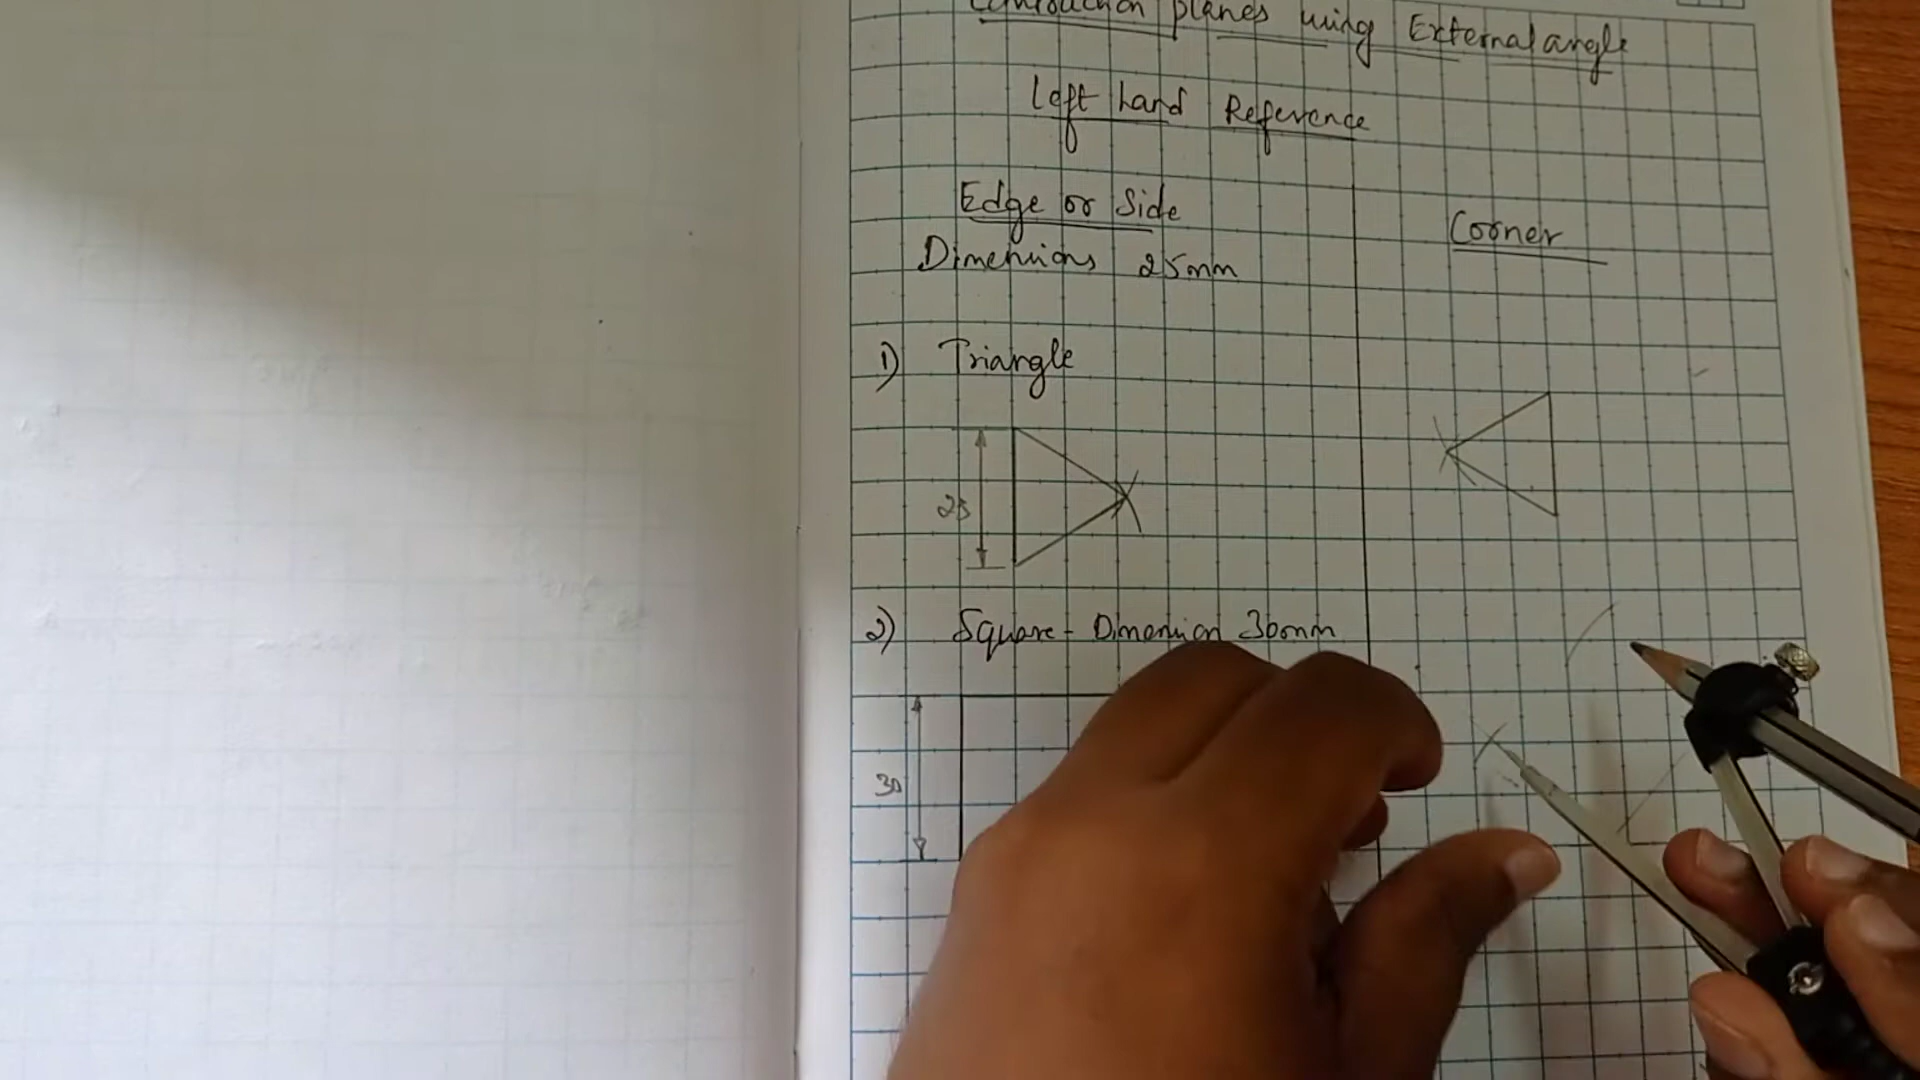 Construction planes using External angle
Left hand Reference
Edge or Side
Corner
Dimensions 25mm
1) Triangle
25
2) Square - Dimension 30mm
30